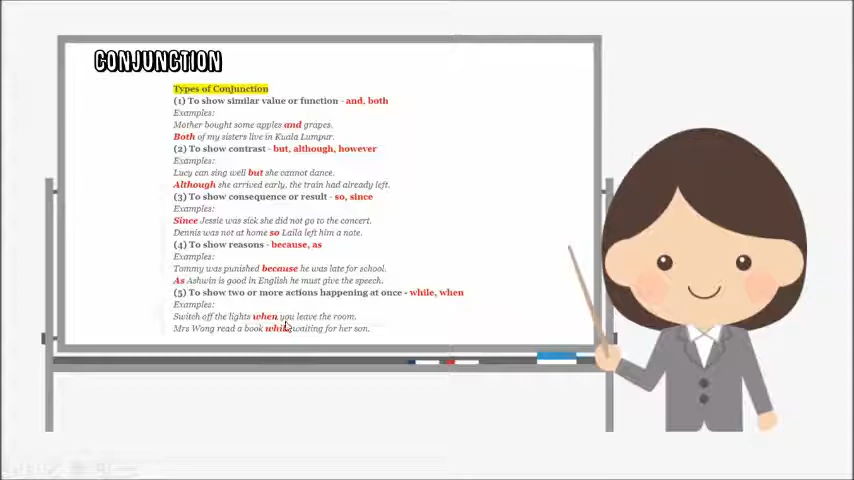 CONJUNCTION
Types of Conjunction
(1) To show similar value or function - and, both
Examples:
Mother bought some apples and grapes.
Both of my sisters live in Kuala Lumpur.
(2) To show contrast - but, although, however
Examples:
Lucy can sing well but she cannot dance.
Although she arrived early, the train had already left.
(3) To show consequence or result - so, since
Examples:
Since Jessie was sick she did not go to the concert.
Dennis was not at home so Laila left him a note.
(4) To show reasons - because, as
Examples:
Tommy was punished because he was late for school.
As Ashwin is good in English he must give the speech.
(5) To show two or more actions happening at once - while, when
Examples:
Switch off the lights when you leave the room.
Mrs Wong read a book while waiting for her son.